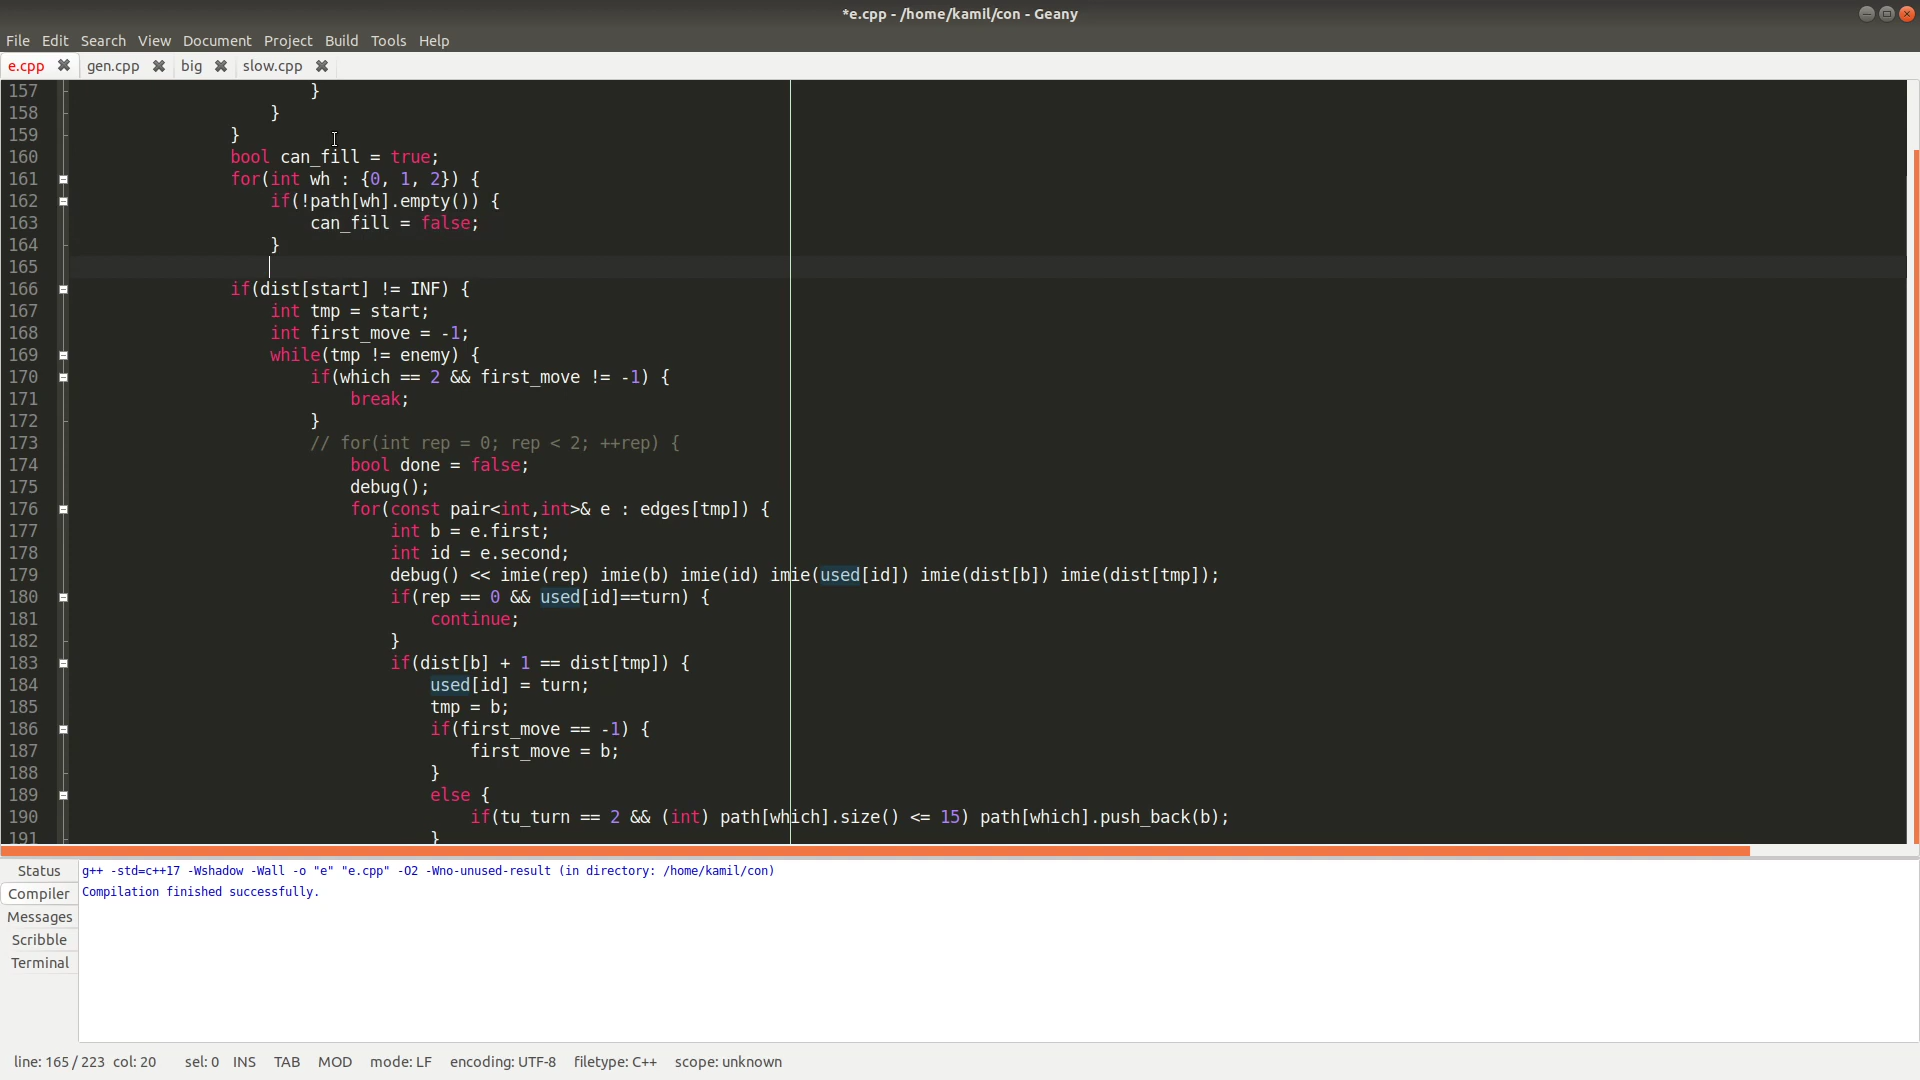 *e.cpp - /home/kamil/con - Geany
File Edit Search View Document Project Build Tools Help
e.cpp gen.cpp big slow.cpp
157 }
158 }
159 }
160 bool can_fill = true;
161 for(int wh : {0, 1, 2}) {
162 if(!path[wh].empty()) {
163 can_fill = false;
164 }
165
166 if(dist[start] != INF) {
167 int tmp = start;
168 int first_move = -1;
169 while(tmp != enemy) {
170 if(which == 2 && first_move != -1) {
171 break;
172 }
173 // for(int rep = 0; rep < 2; ++rep) {
174 bool done = false;
175 debug();
176 for(const pair<int,int>& e : edges[tmp]) {
177 int b = e.first;
178 int id = e.second;
179 debug() << imie(rep) imie(b) imie(id) imie(used[id]) imie(dist[b]) imie(dist[tmp]);
180 if(rep == 0 && used[id]==turn) {
181 continue;
182 }
183 if(dist[b] + 1 == dist[tmp]) {
184 used[id] = turn;
185 tmp = b;
186 if(first_move == -1) {
187 first_move = b;
188 }
189 else {
190 if(tu_turn == 2 && (int) path[which].size() <= 15) path[which].push_back(b);
191 }
Status
Compiler
Messages
Scribble
Terminal
g++ -std=c++17 -Wshadow -Wall -o "e" "e.cpp" -O2 -Wno-unused-result (in directory: /home/kamil/con)
Compilation finished successfully.
line: 165 / 223 col: 20 sel: 0 INS TAB MOD mode: LF encoding: UTF-8 filetype: C++ scope: unknown